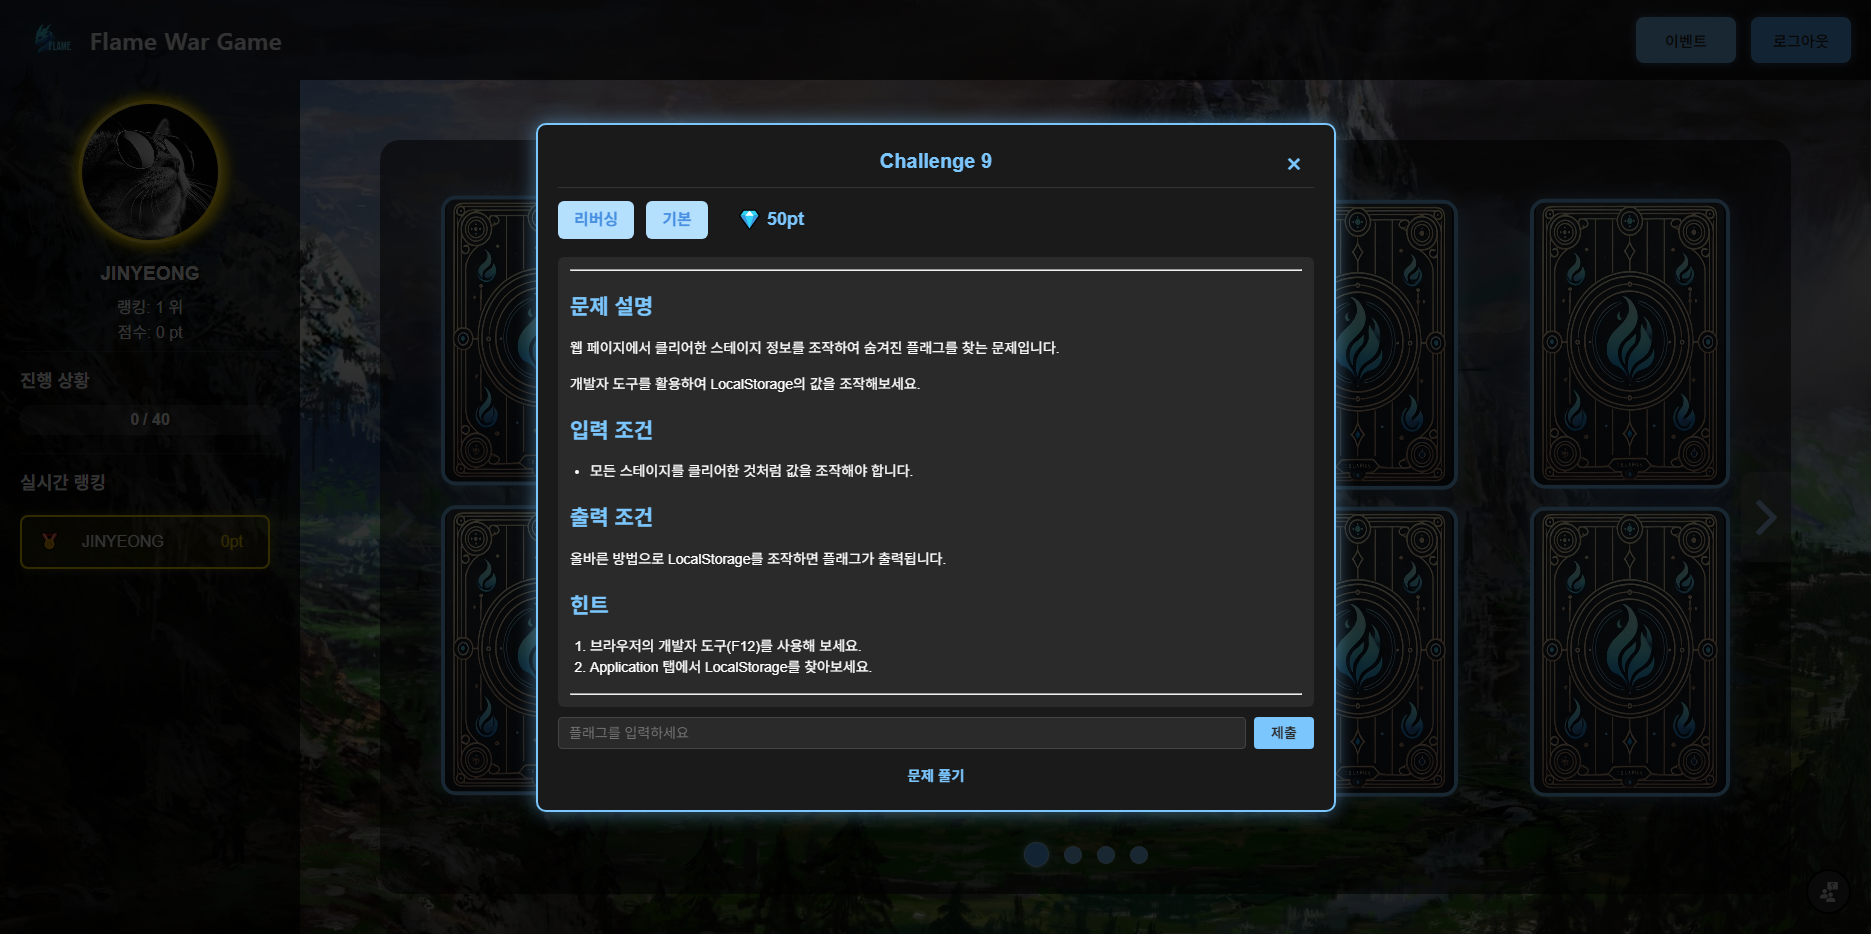 FLAME
Flame War Game
이벤트
로그아웃
JINYEONG
랭킹: 1 위
점수: 0 pt
진행 상황
0 / 40
실시간 랭킹
JINYEONG 0pt
Challenge 9
×
리버싱 기본 50pt
문제 설명
웹 페이지에서 클리어한 스테이지 정보를 조작하여 숨겨진 플래그를 찾는 문제입니다.
개발자 도구를 활용하여 LocalStorage의 값을 조작해보세요.
입력 조건
• 모든 스테이지를 클리어한 것처럼 값을 조작해야 합니다.
출력 조건
올바른 방법으로 LocalStorage를 조작하면 플래그가 출력됩니다.
힌트
1. 브라우저의 개발자 도구(F12)를 사용해 보세요.
2. Application 탭에서 LocalStorage를 찾아보세요.
플래그를 입력하세요
제출
문제 풀기